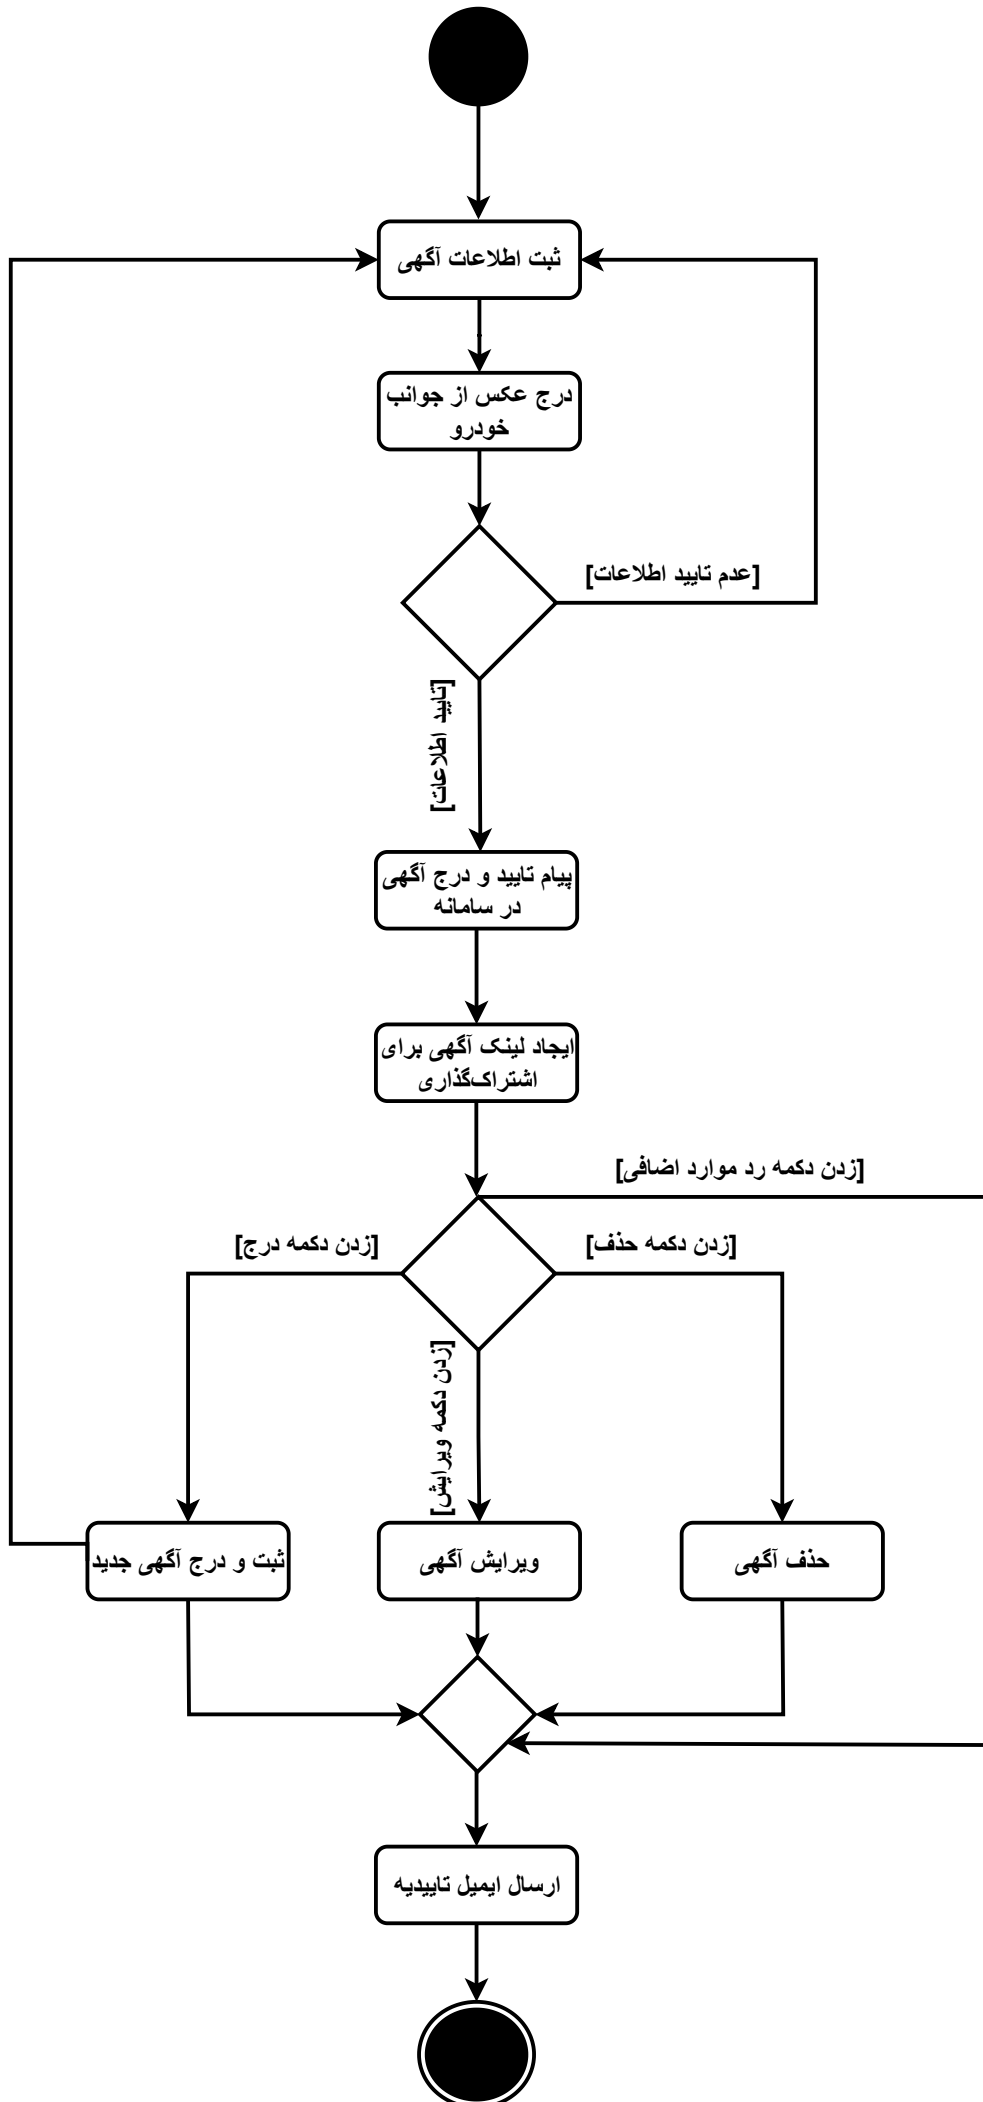 ثبت اطلاعات آگهی
درج عکس از جوانب
خودرو
[عدم تایید اطلاعات]
[تایید اطلاعات]
پیام تایید و درج آگهی
در سامانه
ایجاد لینک آگهی برای
اشتراک‌گذاری
[زدن دکمه رد موارد اضافی]
[زدن دکمه حذف]
[زدن دکمه درج]
[زدن دکمه ویرایش]
حذف آگهی
ویرایش آگهی
ثبت و درج آگهی جدید
ارسال ایمیل تاییدیه